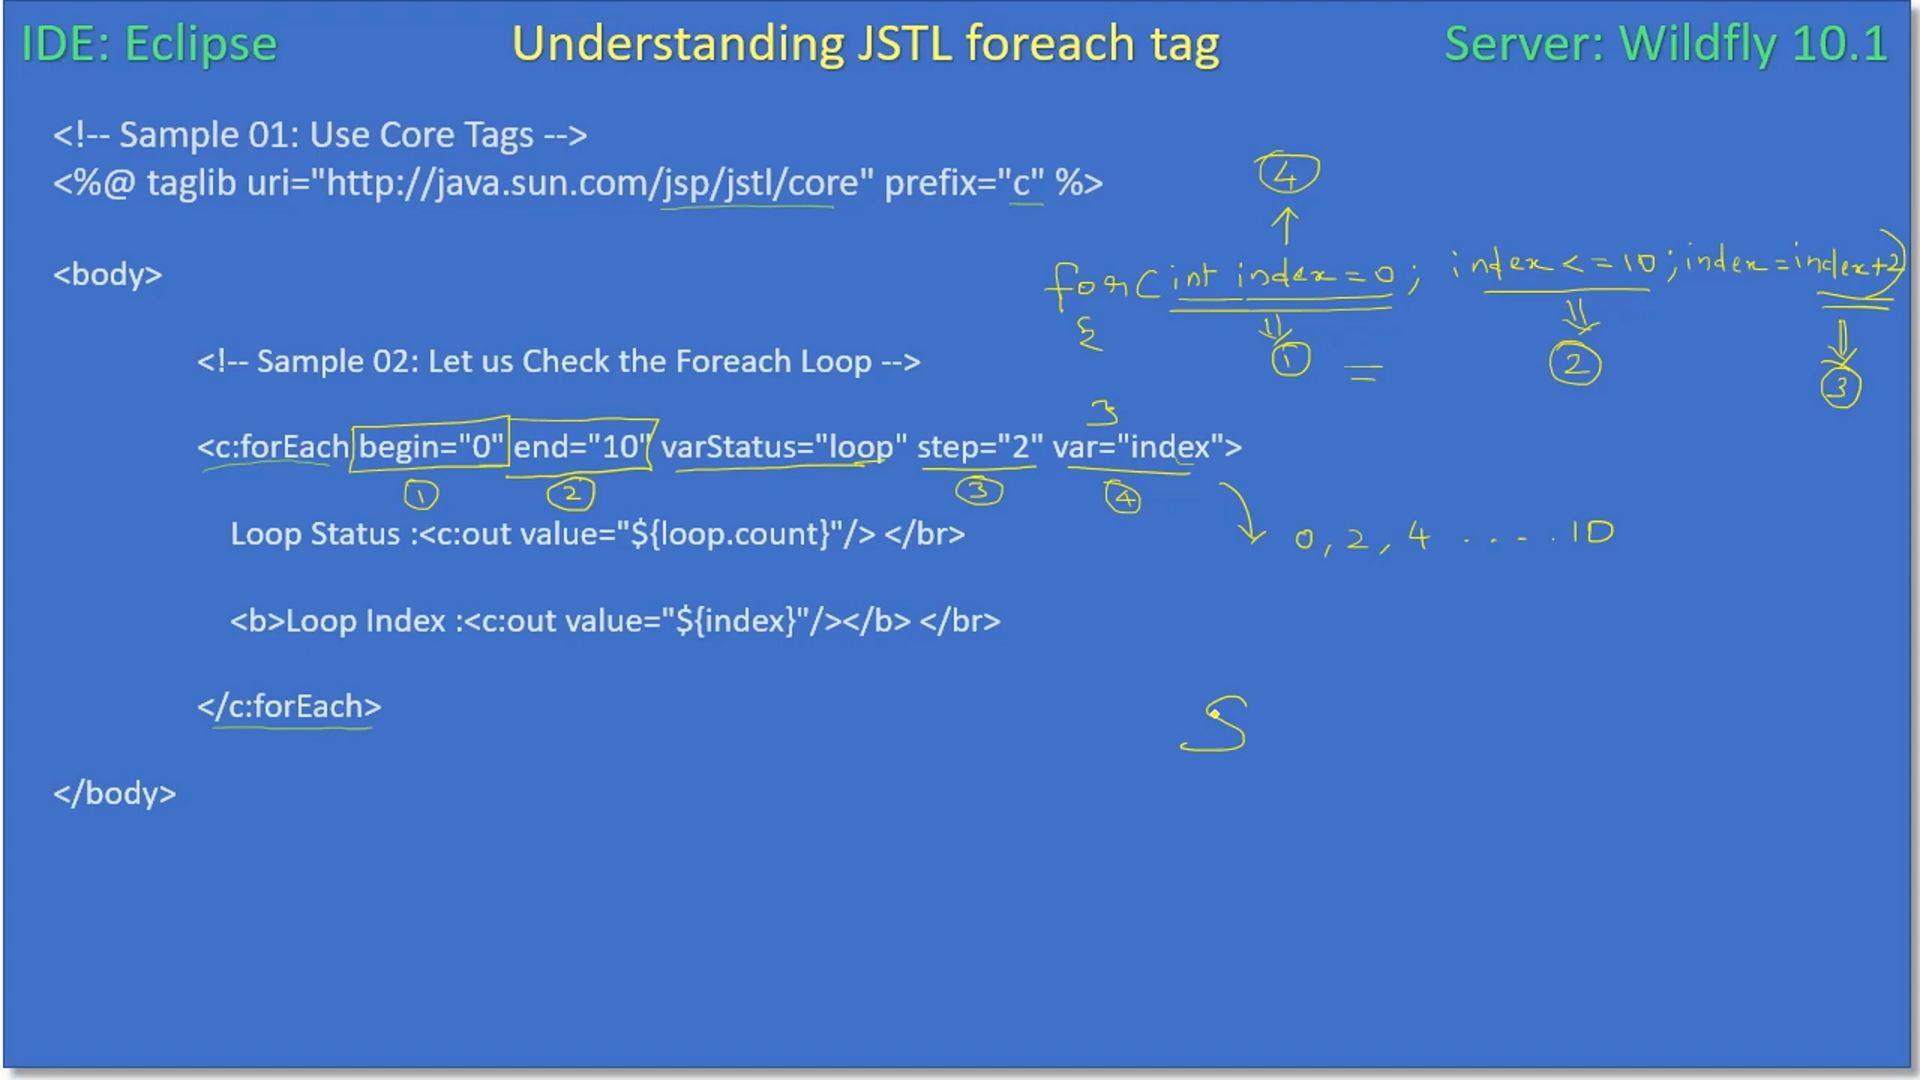 IDE: Eclipse
Understanding JSTL foreach tag
Server: Wildfly 10.1
<!-- Sample 01: Use Core Tags -->
<%@ taglib uri="http://java.sun.com/jsp/jstl/core" prefix="c" %>
4
<body>
for(int index=0; index<=10;index=index+2)
{
1
2
3
<!-- Sample 02: Let us Check the Foreach Loop -->
3
<c:forEach begin="0" end="10" varStatus="loop" step="2" var="index">
1 2 3 4
Loop Status :<c:out value="${loop.count}"/> </br>
0, 2, 4 ..... 10
<b>Loop Index :<c:out value="${index}"/></b> </br>
</c:forEach>
S
</body>